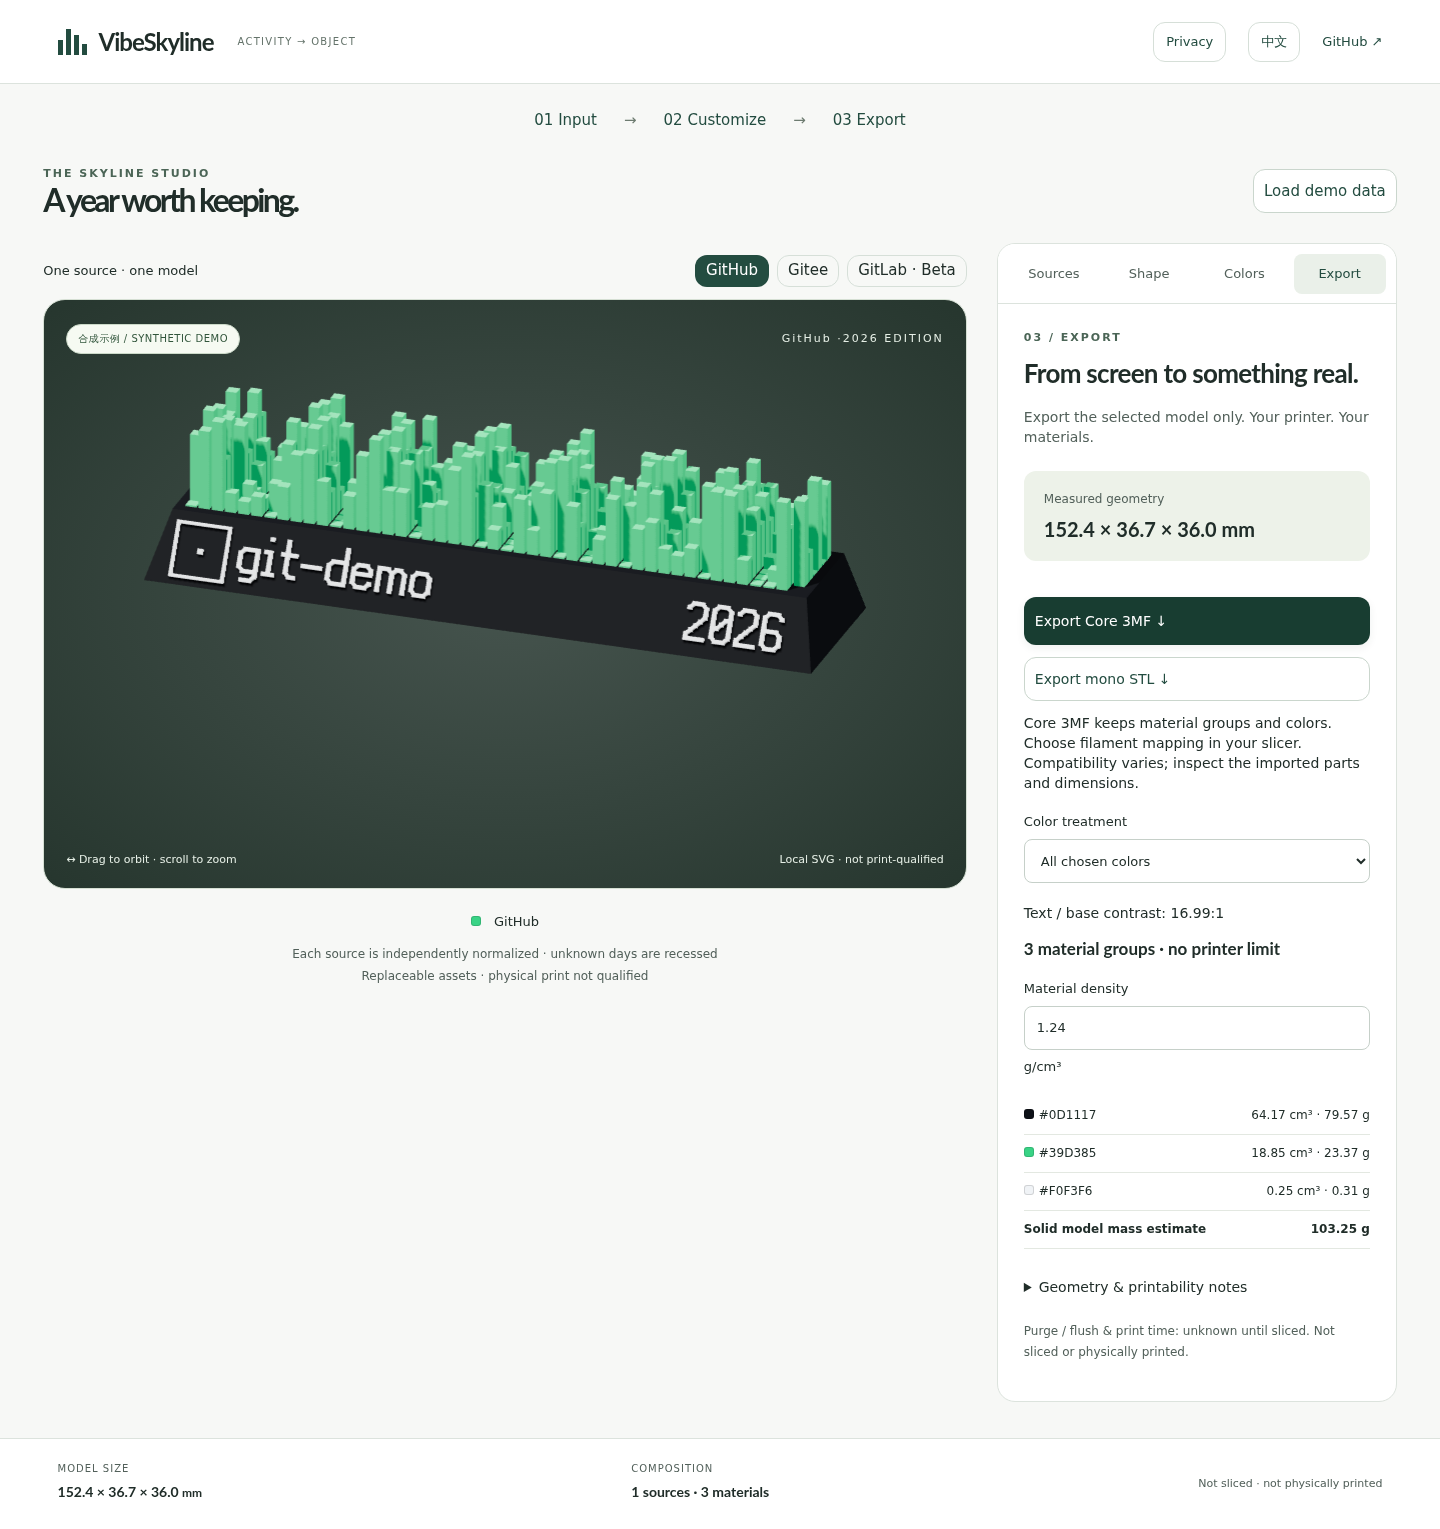 VibeSkyline
ACTIVITY → OBJECT
Privacy
中文
GitHub ↗
01 Input → 02 Customize → 03 Export
THE SKYLINE STUDIO
A year worth keeping.
Load demo data
One source · one model
GitHub
Gitee
GitLab · Beta
合成示例 / SYNTHETIC DEMO
GitHub ·2026 EDITION
git-demo
2026
↔ Drag to orbit · scroll to zoom
Local SVG · not print-qualified
GitHub
Each source is independently normalized · unknown days are recessed
Replaceable assets · physical print not qualified
Sources
Shape
Colors
Export
03 / EXPORT
From screen to something real.
Export the selected model only. Your printer. Your
materials.
Measured geometry
152.4 × 36.7 × 36.0 mm
Export Core 3MF ↓
Export mono STL ↓
Core 3MF keeps material groups and colors.
Choose filament mapping in your slicer.
Compatibility varies; inspect the imported parts
and dimensions.
Color treatment
All chosen colors
Text / base contrast: 16.99:1
3 material groups · no printer limit
Material density
1.24
g/cm³
#0D1117 64.17 cm³ · 79.57 g
#39D385 18.85 cm³ · 23.37 g
#F0F3F6 0.25 cm³ · 0.31 g
Solid model mass estimate 103.25 g
▶ Geometry & printability notes
Purge / flush & print time: unknown until sliced. Not
sliced or physically printed.
MODEL SIZE
152.4 × 36.7 × 36.0 mm
COMPOSITION
1 sources · 3 materials
Not sliced · not physically printed